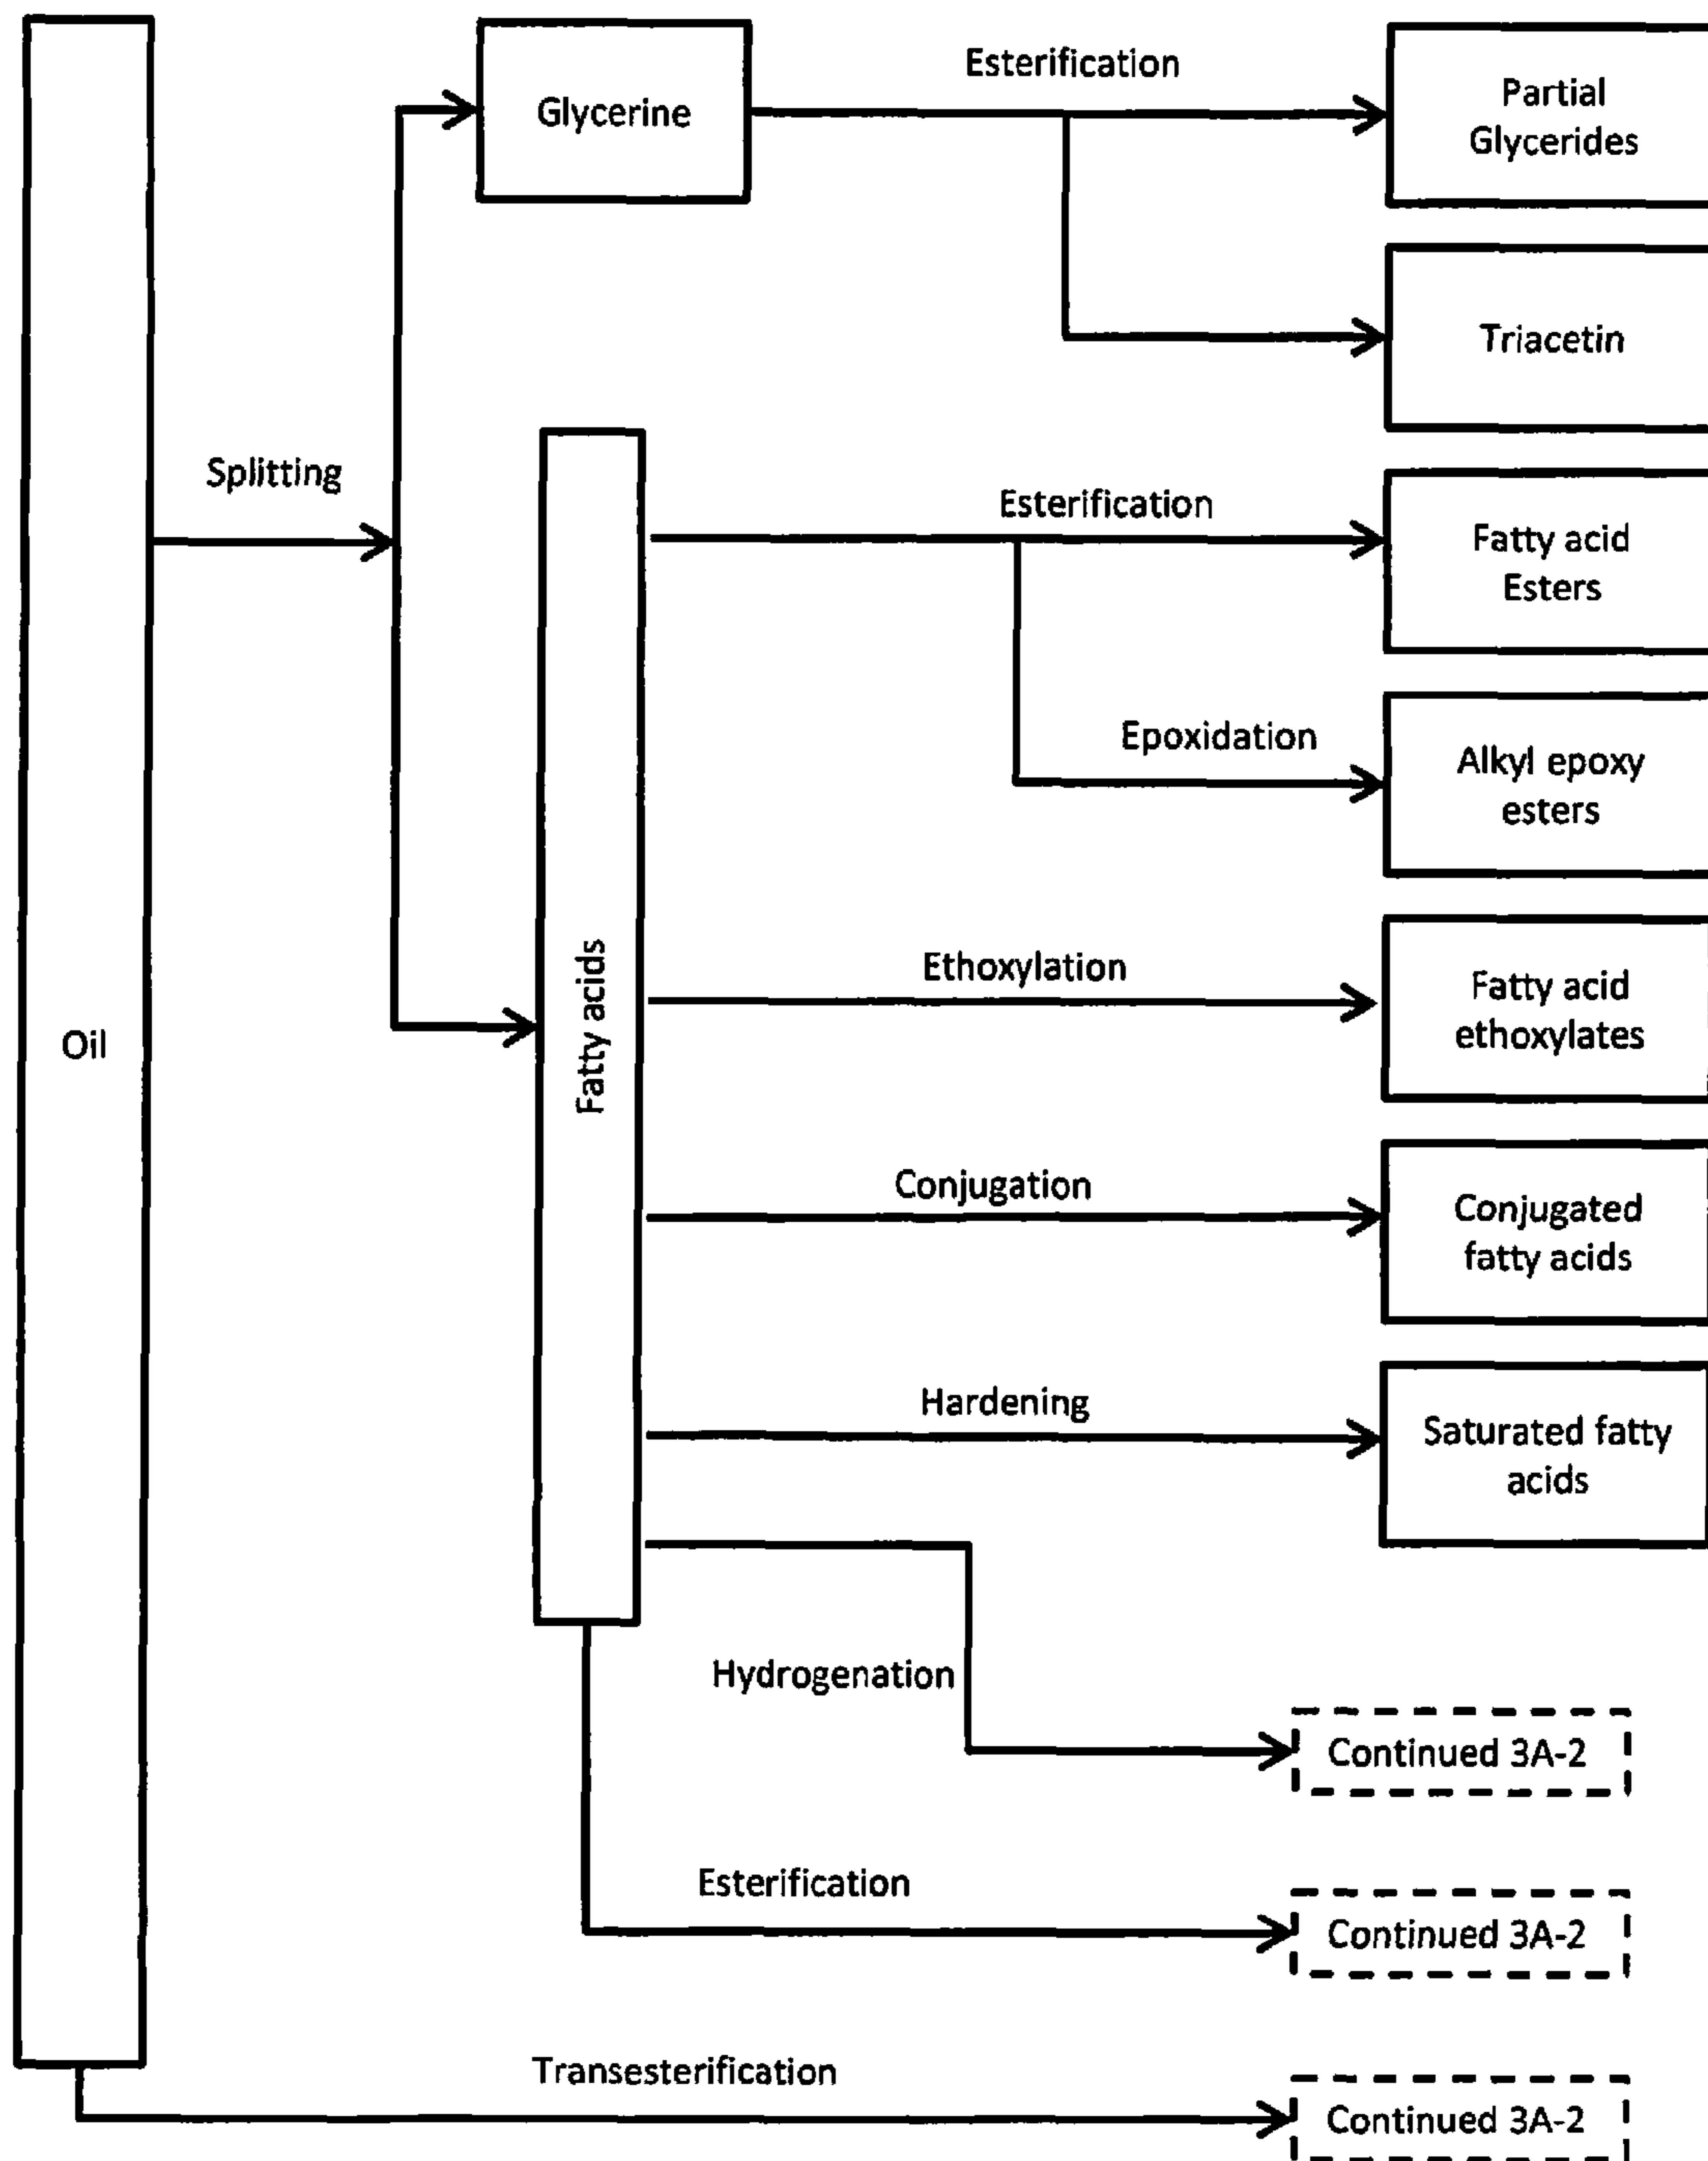 Esterification
Glycerine
Partial
Glycerides
Triacetin
Splitting
Esterification
Fatty acid
Esters
Epoxidation
Alkyl epoxy
esters
Fatty acids
Ethoxylation
Fatty acid
ethoxylates
Oil
Conjugation
Conjugated
fatty acids
Hardening
Saturated fatty
acids
Hydrogenation
Continued 3A-2
Esterification
Continued 3A-2
Transesterification
Continued 3A-2